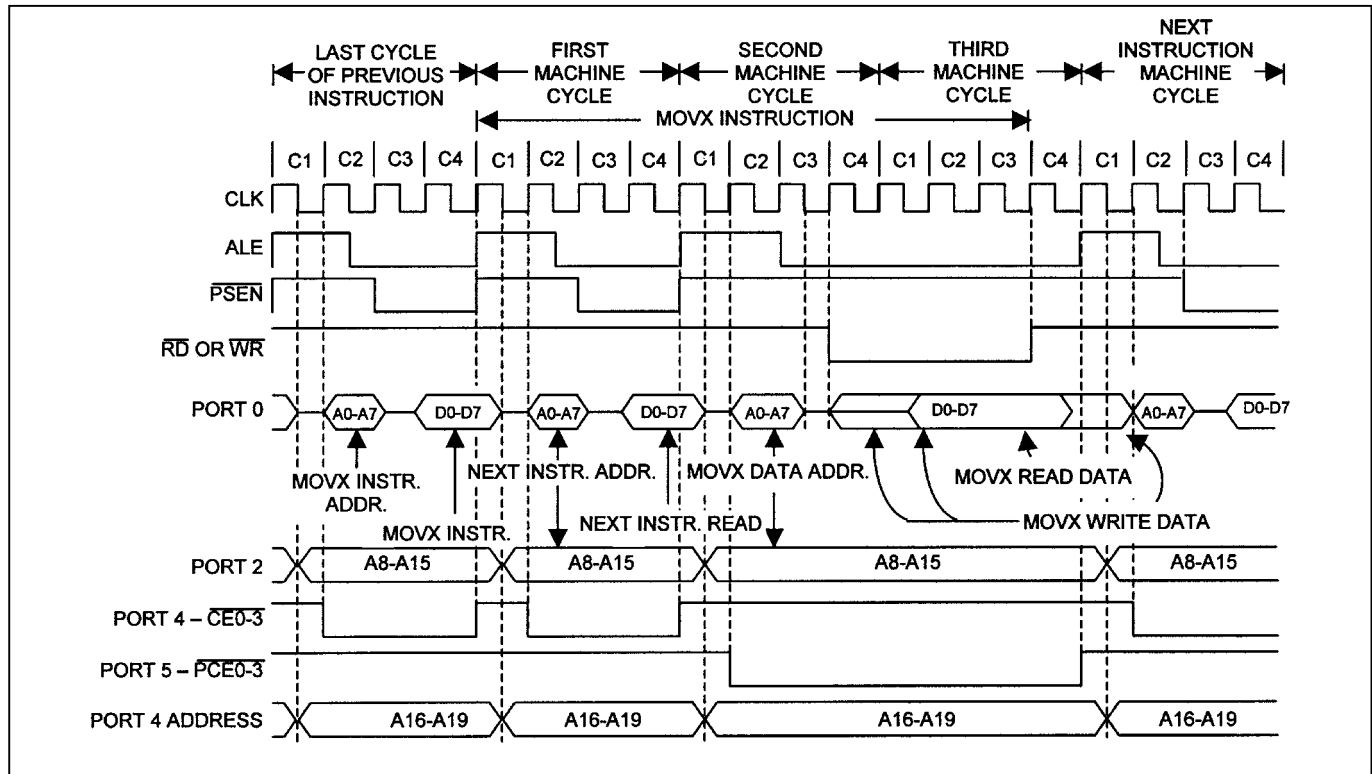 LAST CYCLE
OF PREVIOUS
INSTRUCTION
FIRST
MACHINE
CYCLE
SECOND
MACHINE
CYCLE
THIRD
MACHINE
CYCLE
NEXT
INSTRUCTION
MACHINE
CYCLE
MOVX INSTRUCTION
C1 C2 C3 C4 C1 C2 C3 C4 C1 C2 C3 C4 C1 C2 C3 C4 C1 C2 C3 C4
CLK
ALE
PSEN
RD OR WR
PORT 0 A0-A7 D0-D7 A0-A7 D0-D7 A0-A7 D0-D7 A0-A7 D0-D7
MOVX INSTR.
ADDR.
NEXT INSTR. ADDR.
MOVX DATA ADDR.
MOVX READ DATA
MOVX INSTR.
NEXT INSTR. READ
MOVX WRITE DATA
PORT 2 A8-A15 A8-A15 A8-A15 A8-A15
PORT 4 – CE0-3
PORT 5 – PCE0-3
PORT 4 ADDRESS A16-A19 A16-A19 A16-A19 A16-A19